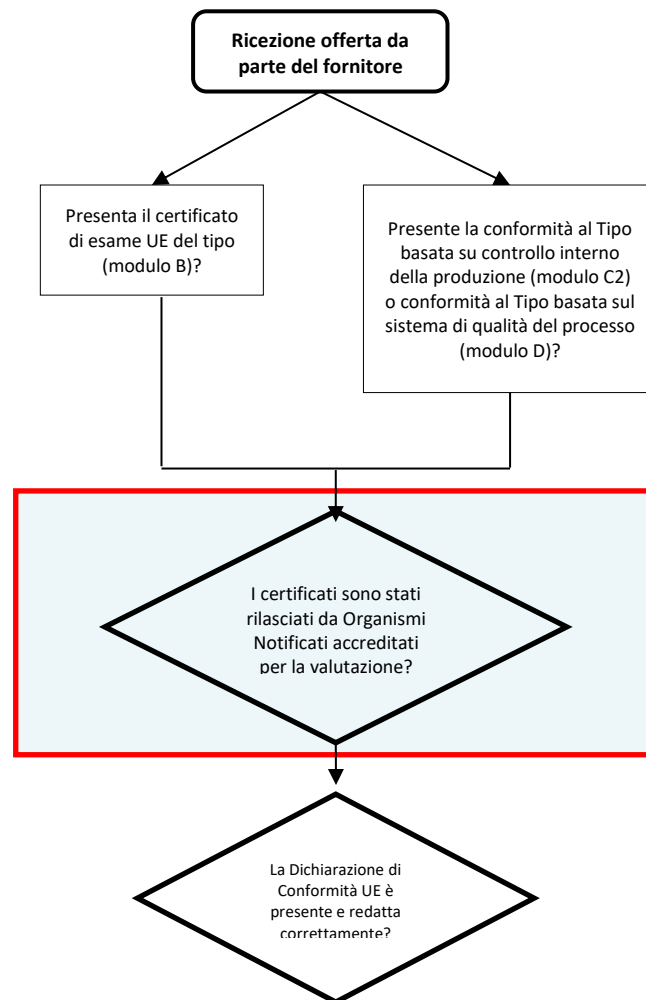 Ricezione offerta da
parte del fornitore
Presenta il certificato
di esame UE del tipo
(modulo B)?
Presente la conformità al Tipo
basata su controllo interno
della produzione (modulo C2)
o conformità al Tipo basata sul
sistema di qualità del processo
(modulo D)?
I certificati sono stati
rilasciati da Organismi
Notificati accreditati
per la valutazione?
La Dichiarazione di
Conformità UE è
presente e redatta
correttamente?